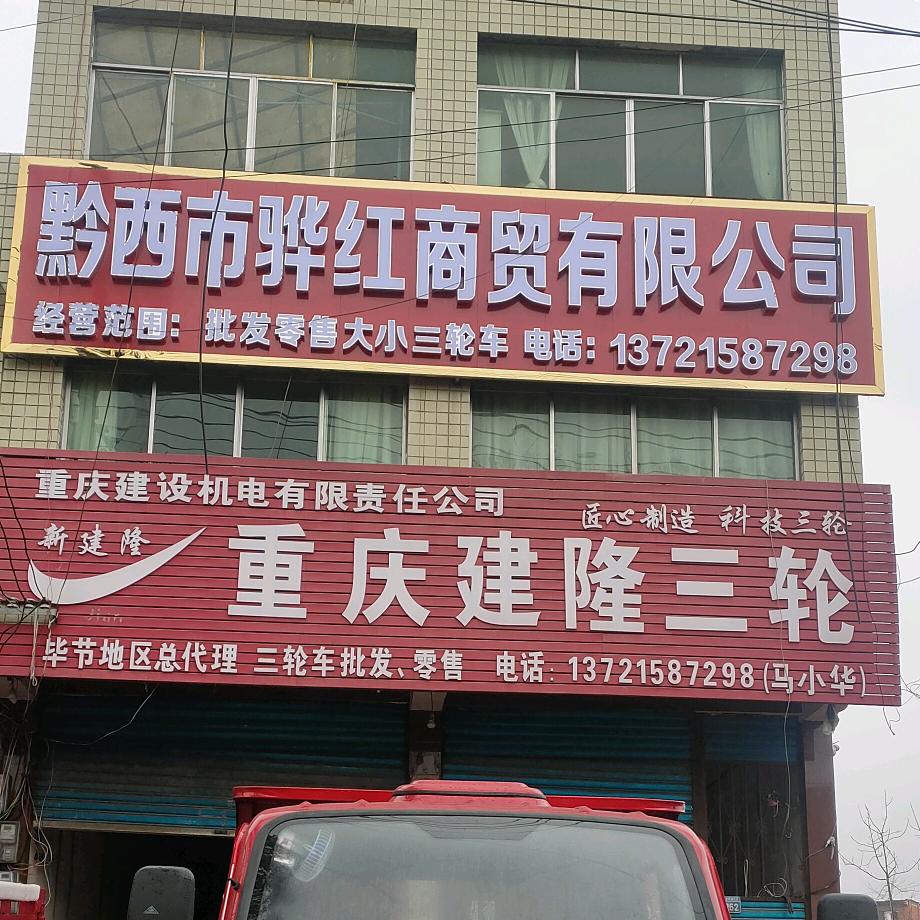 黔西市骅红商贸有限公司
经营范围：批发零售大小三轮车 电话：13721587298
重庆建设机电有限责任公司
匠心制造 科技三轮
新建隆
重庆建隆三轮
毕节地区总代理 三轮车批发、零售 电话：13721587298(马小华)